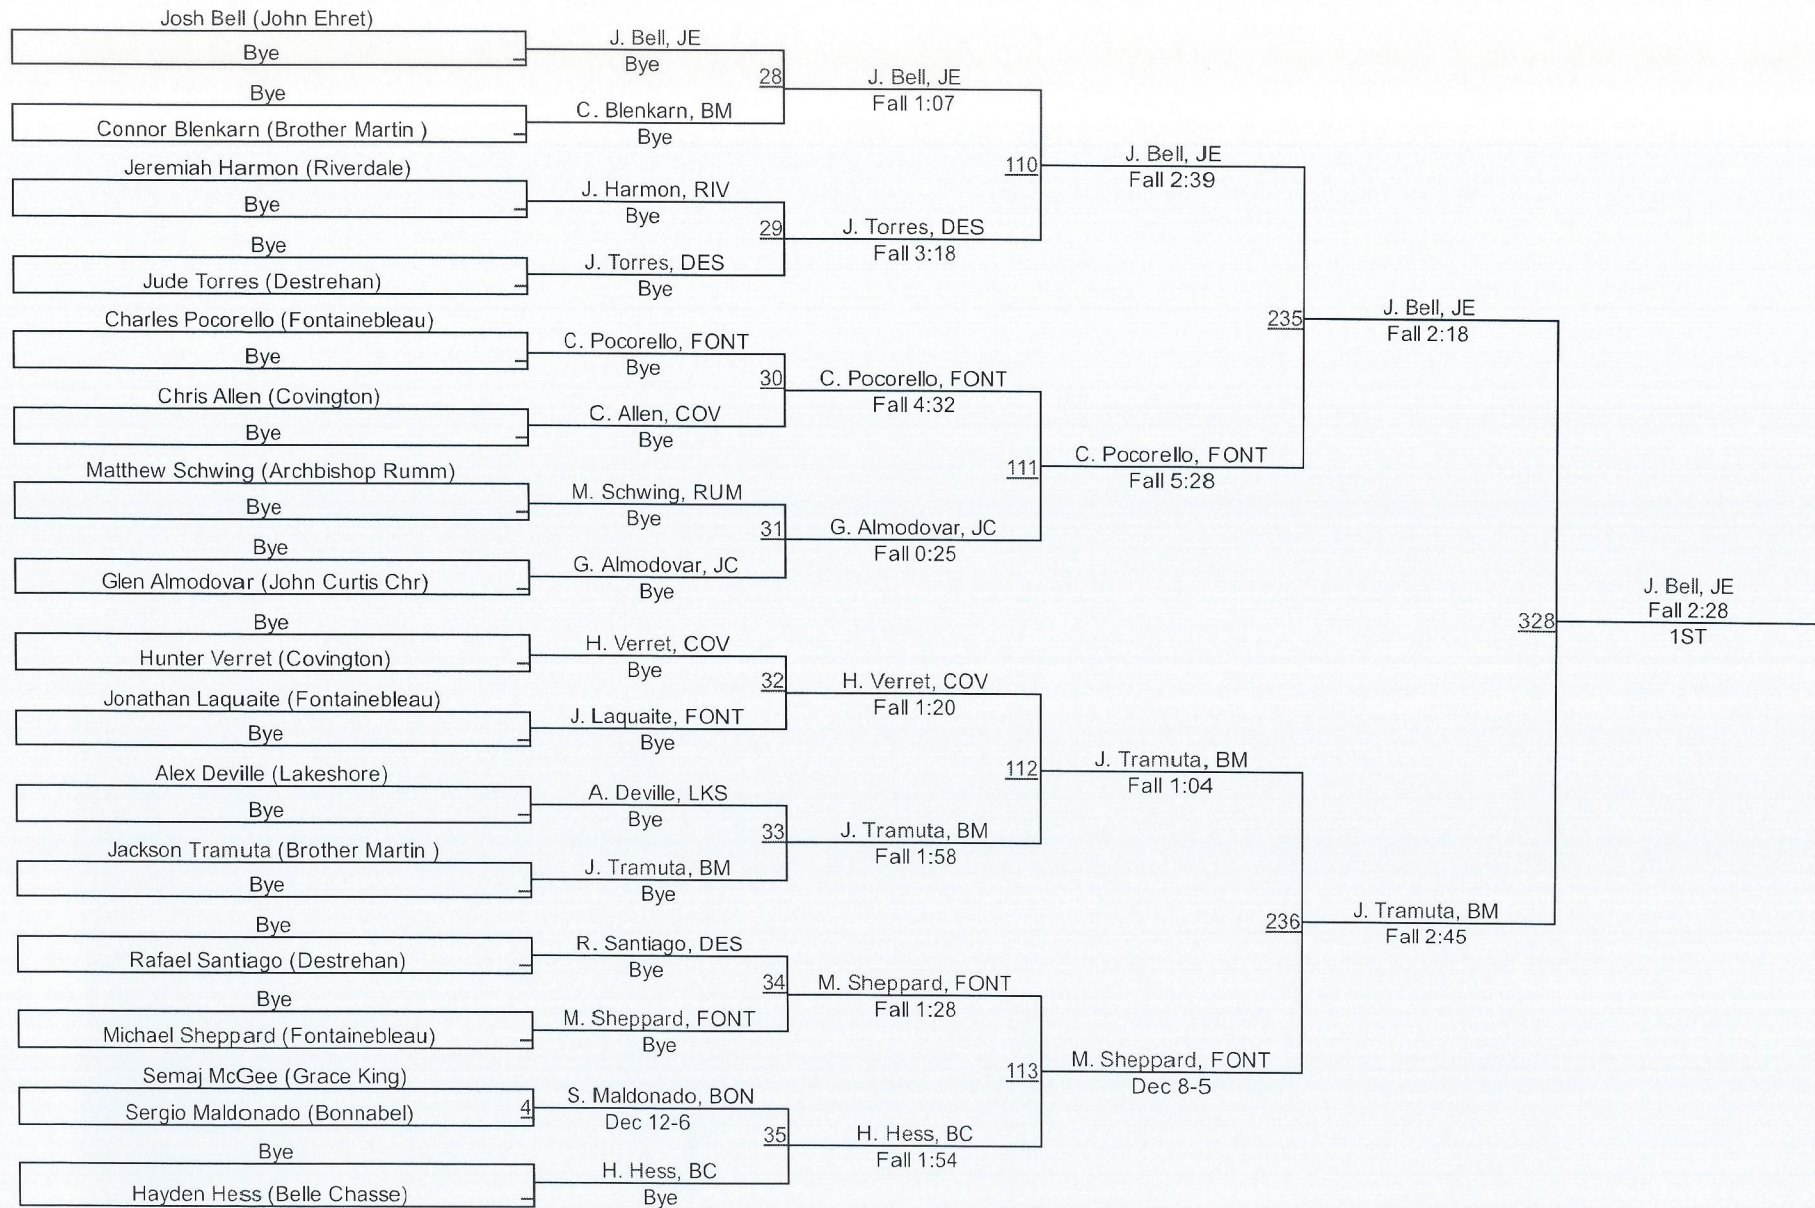 Josh Bell (John Ehret)
Bye
Bye
Connor Blenkarn (Brother Martin )
Jeremiah Harmon (Riverdale)
Bye
Bye
Jude Torres (Destrehan)
Charles Pocorello (Fontainebleau)
Bye
Chris Allen (Covington)
Bye
Matthew Schwing (Archbishop Rumm)
Bye
Bye
Glen Almodovar (John Curtis Chr)
Bye
Hunter Verret (Covington)
Jonathan Laquaite (Fontainebleau)
Bye
Alex Deville (Lakeshore)
Bye
Jackson Tramuta (Brother Martin )
Bye
Bye
Rafael Santiago (Destrehan)
Bye
Michael Sheppard (Fontainebleau)
Semaj McGee (Grace King)
Sergio Maldonado (Bonnabel)
4
Bye
Hayden Hess (Belle Chasse)
J. Bell, JE
Bye
28
C. Blenkarn, BM
Bye
J. Harmon, RIV
Bye
29
J. Torres, DES
Bye
C. Pocorello, FONT
Bye
30
C. Allen, COV
Bye
M. Schwing, RUM
Bye
31
G. Almodovar, JC
Bye
H. Verret, COV
Bye
32
J. Laquaite, FONT
Bye
A. Deville, LKS
Bye
33
J. Tramuta, BM
Bye
R. Santiago, DES
Bye
34
M. Sheppard, FONT
Bye
S. Maldonado, BON
Dec 12-6
35
H. Hess, BC
Bye
J. Bell, JE
Fall 1:07
110
J. Torres, DES
Fall 3:18
C. Pocorello, FONT
Fall 4:32
111
G. Almodovar, JC
Fall 0:25
H. Verret, COV
Fall 1:20
112
J. Tramuta, BM
Fall 1:58
M. Sheppard, FONT
Fall 1:28
113
H. Hess, BC
Fall 1:54
J. Bell, JE
Fall 2:39
235
C. Pocorello, FONT
Fall 5:28
J. Tramuta, BM
Fall 1:04
236
M. Sheppard, FONT
Dec 8-5
J. Bell, JE
Fall 2:18
328
J. Tramuta, BM
Fall 2:45
J. Bell, JE
Fall 2:28
1ST